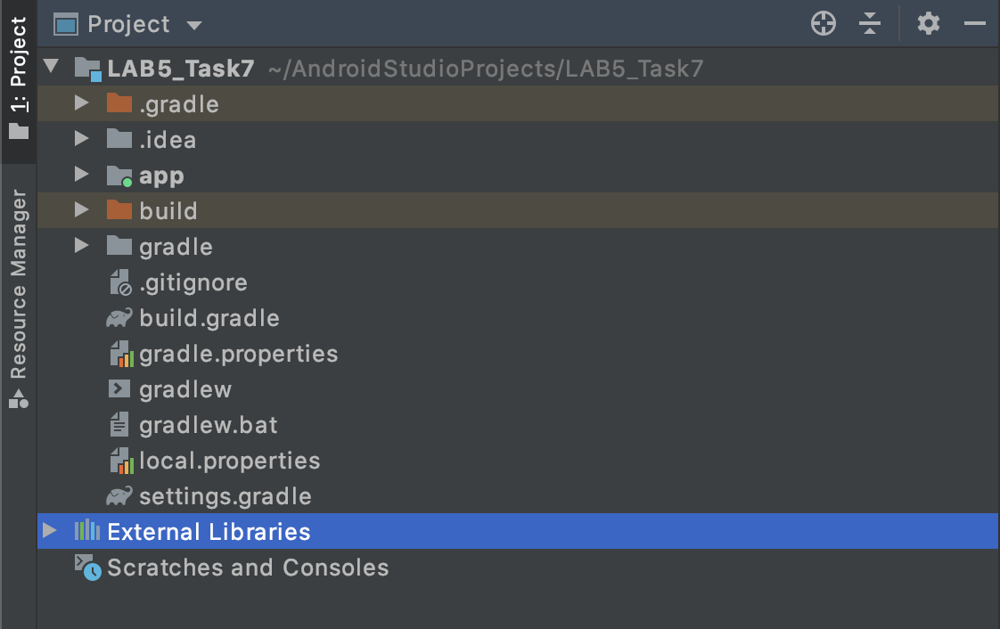 Project
1: Project
Resource Manager
LAB5_Task7 ~/AndroidStudioProjects/LAB5_Task7
.gradle
.idea
app
build
gradle
.gitignore
build.gradle
gradle.properties
gradlew
gradlew.bat
local.properties
settings.gradle
External Libraries
Scratches and Consoles